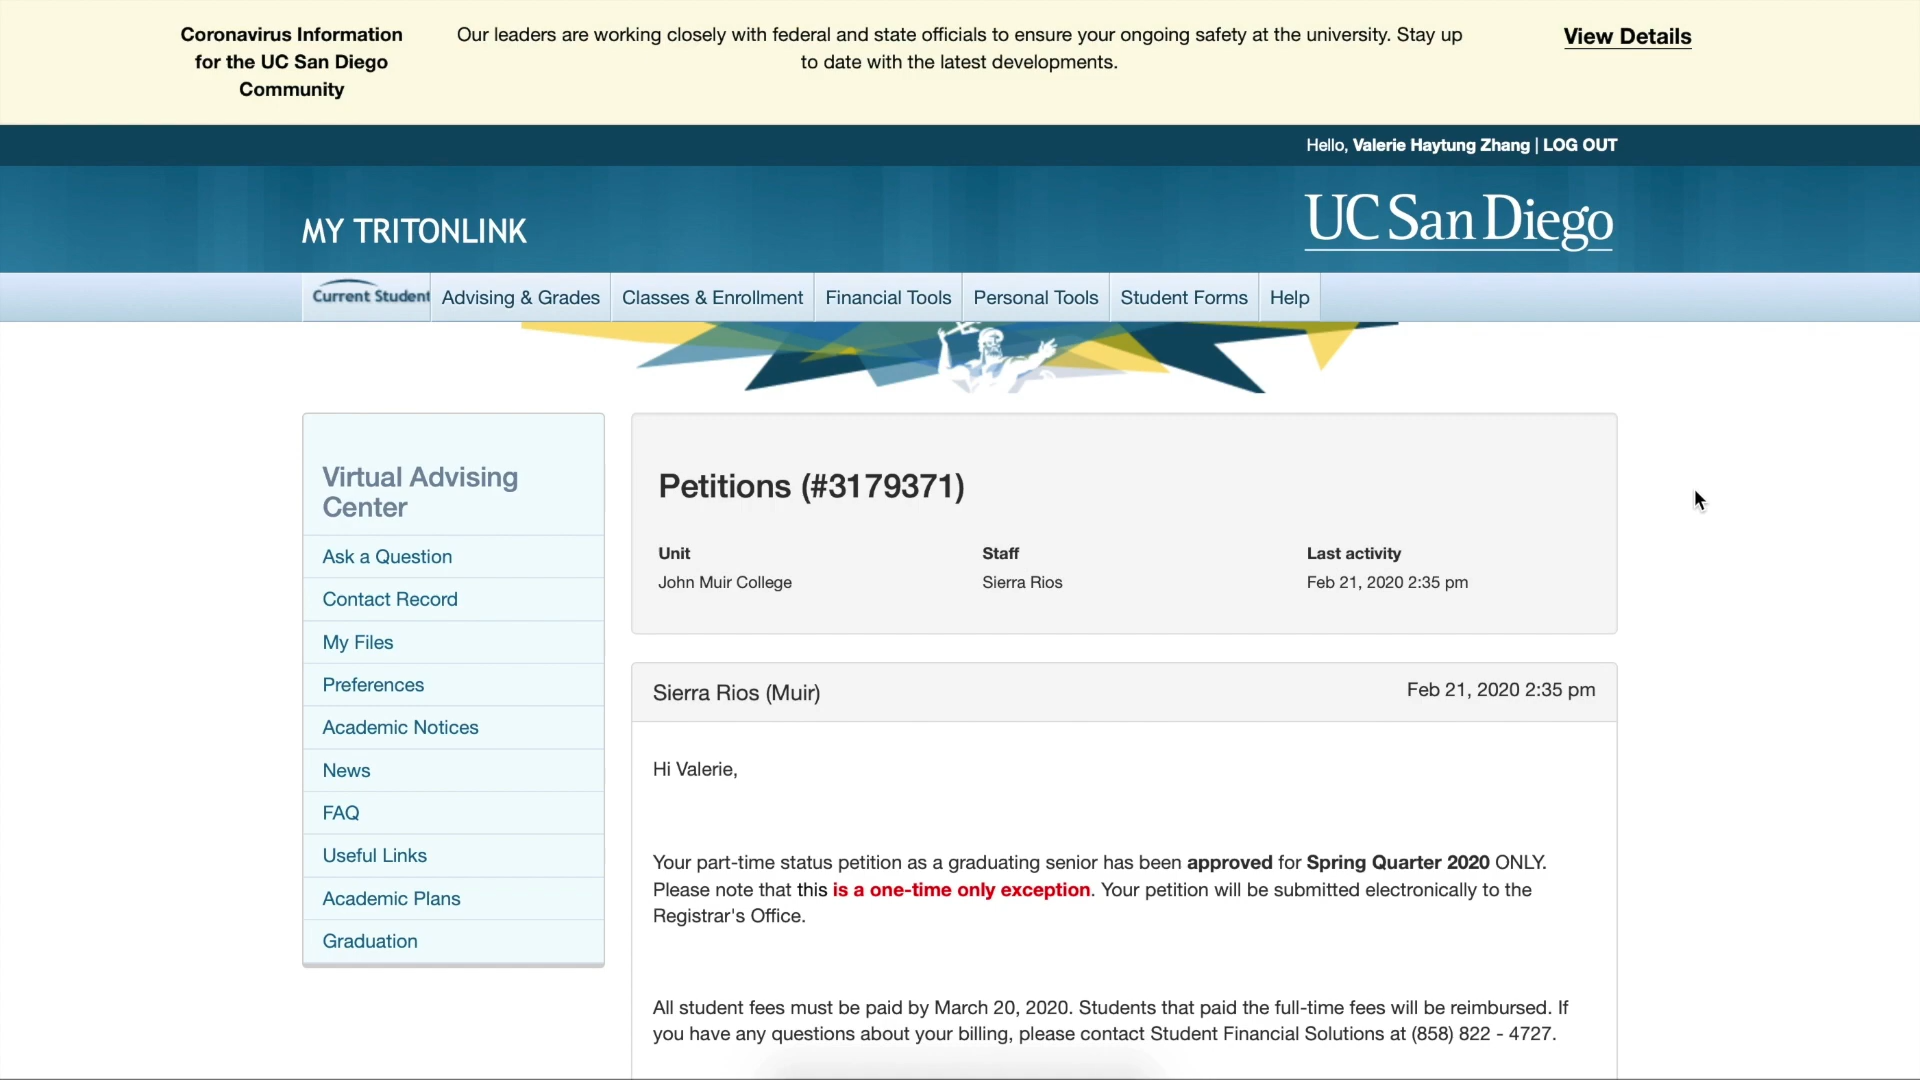 Coronavirus Information
for the UC San Diego
Community
Our leaders are working closely with federal and state officials to ensure your ongoing safety at the university. Stay up
to date with the latest developments.
View Details
Hello, Valerie Haytung Zhang | LOG OUT
MY TRITONLINK
UC San Diego
Current Student
Advising & Grades
Classes & Enrollment
Financial Tools
Personal Tools
Student Forms
Help
Virtual Advising
Center
Ask a Question
Contact Record
My Files
Preferences
Academic Notices
News
FAQ
Useful Links
Academic Plans
Graduation
Petitions (#3179371)
Unit
John Muir College
Staff
Sierra Rios
Last activity
Feb 21, 2020 2:35 pm
Sierra Rios (Muir)
Feb 21, 2020 2:35 pm
Hi Valerie,
Your part-time status petition as a graduating senior has been approved for Spring Quarter 2020 ONLY.
Please note that this is a one-time only exception. Your petition will be submitted electronically to the
Registrar's Office.
All student fees must be paid by March 20, 2020. Students that paid the full-time fees will be reimbursed. If
you have any questions about your billing, please contact Student Financial Solutions at (858) 822 - 4727.